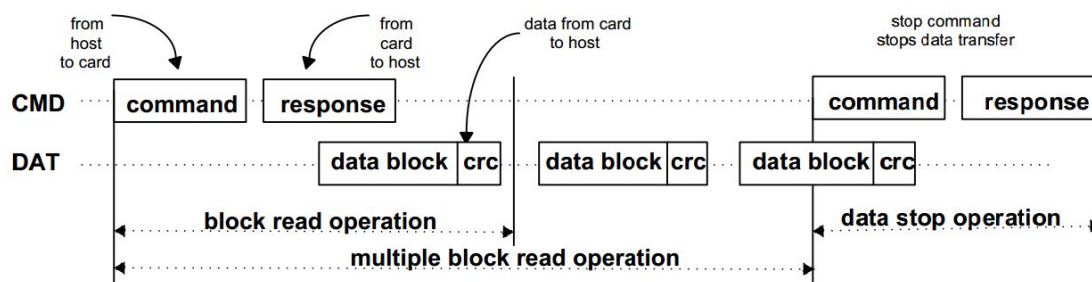 from
host
to card
from
card
to host
data from card
to host
stop command
stops data transfer
CMD command response command response
DAT data block crc data block crc data block crc
block read operation data stop operation
multiple block read operation